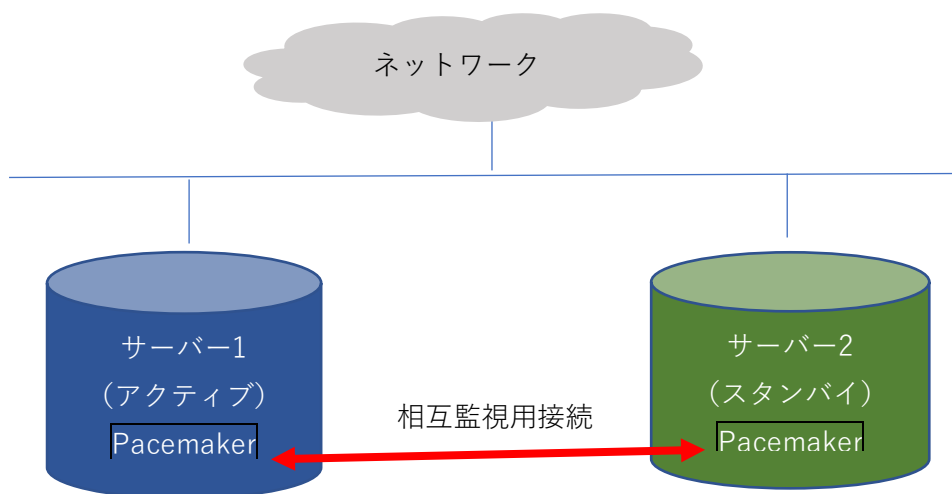 ネットワーク
サーバー1
(アクティブ)
Pacemaker
相互監視用接続
サーバー2
(スタンバイ)
Pacemaker